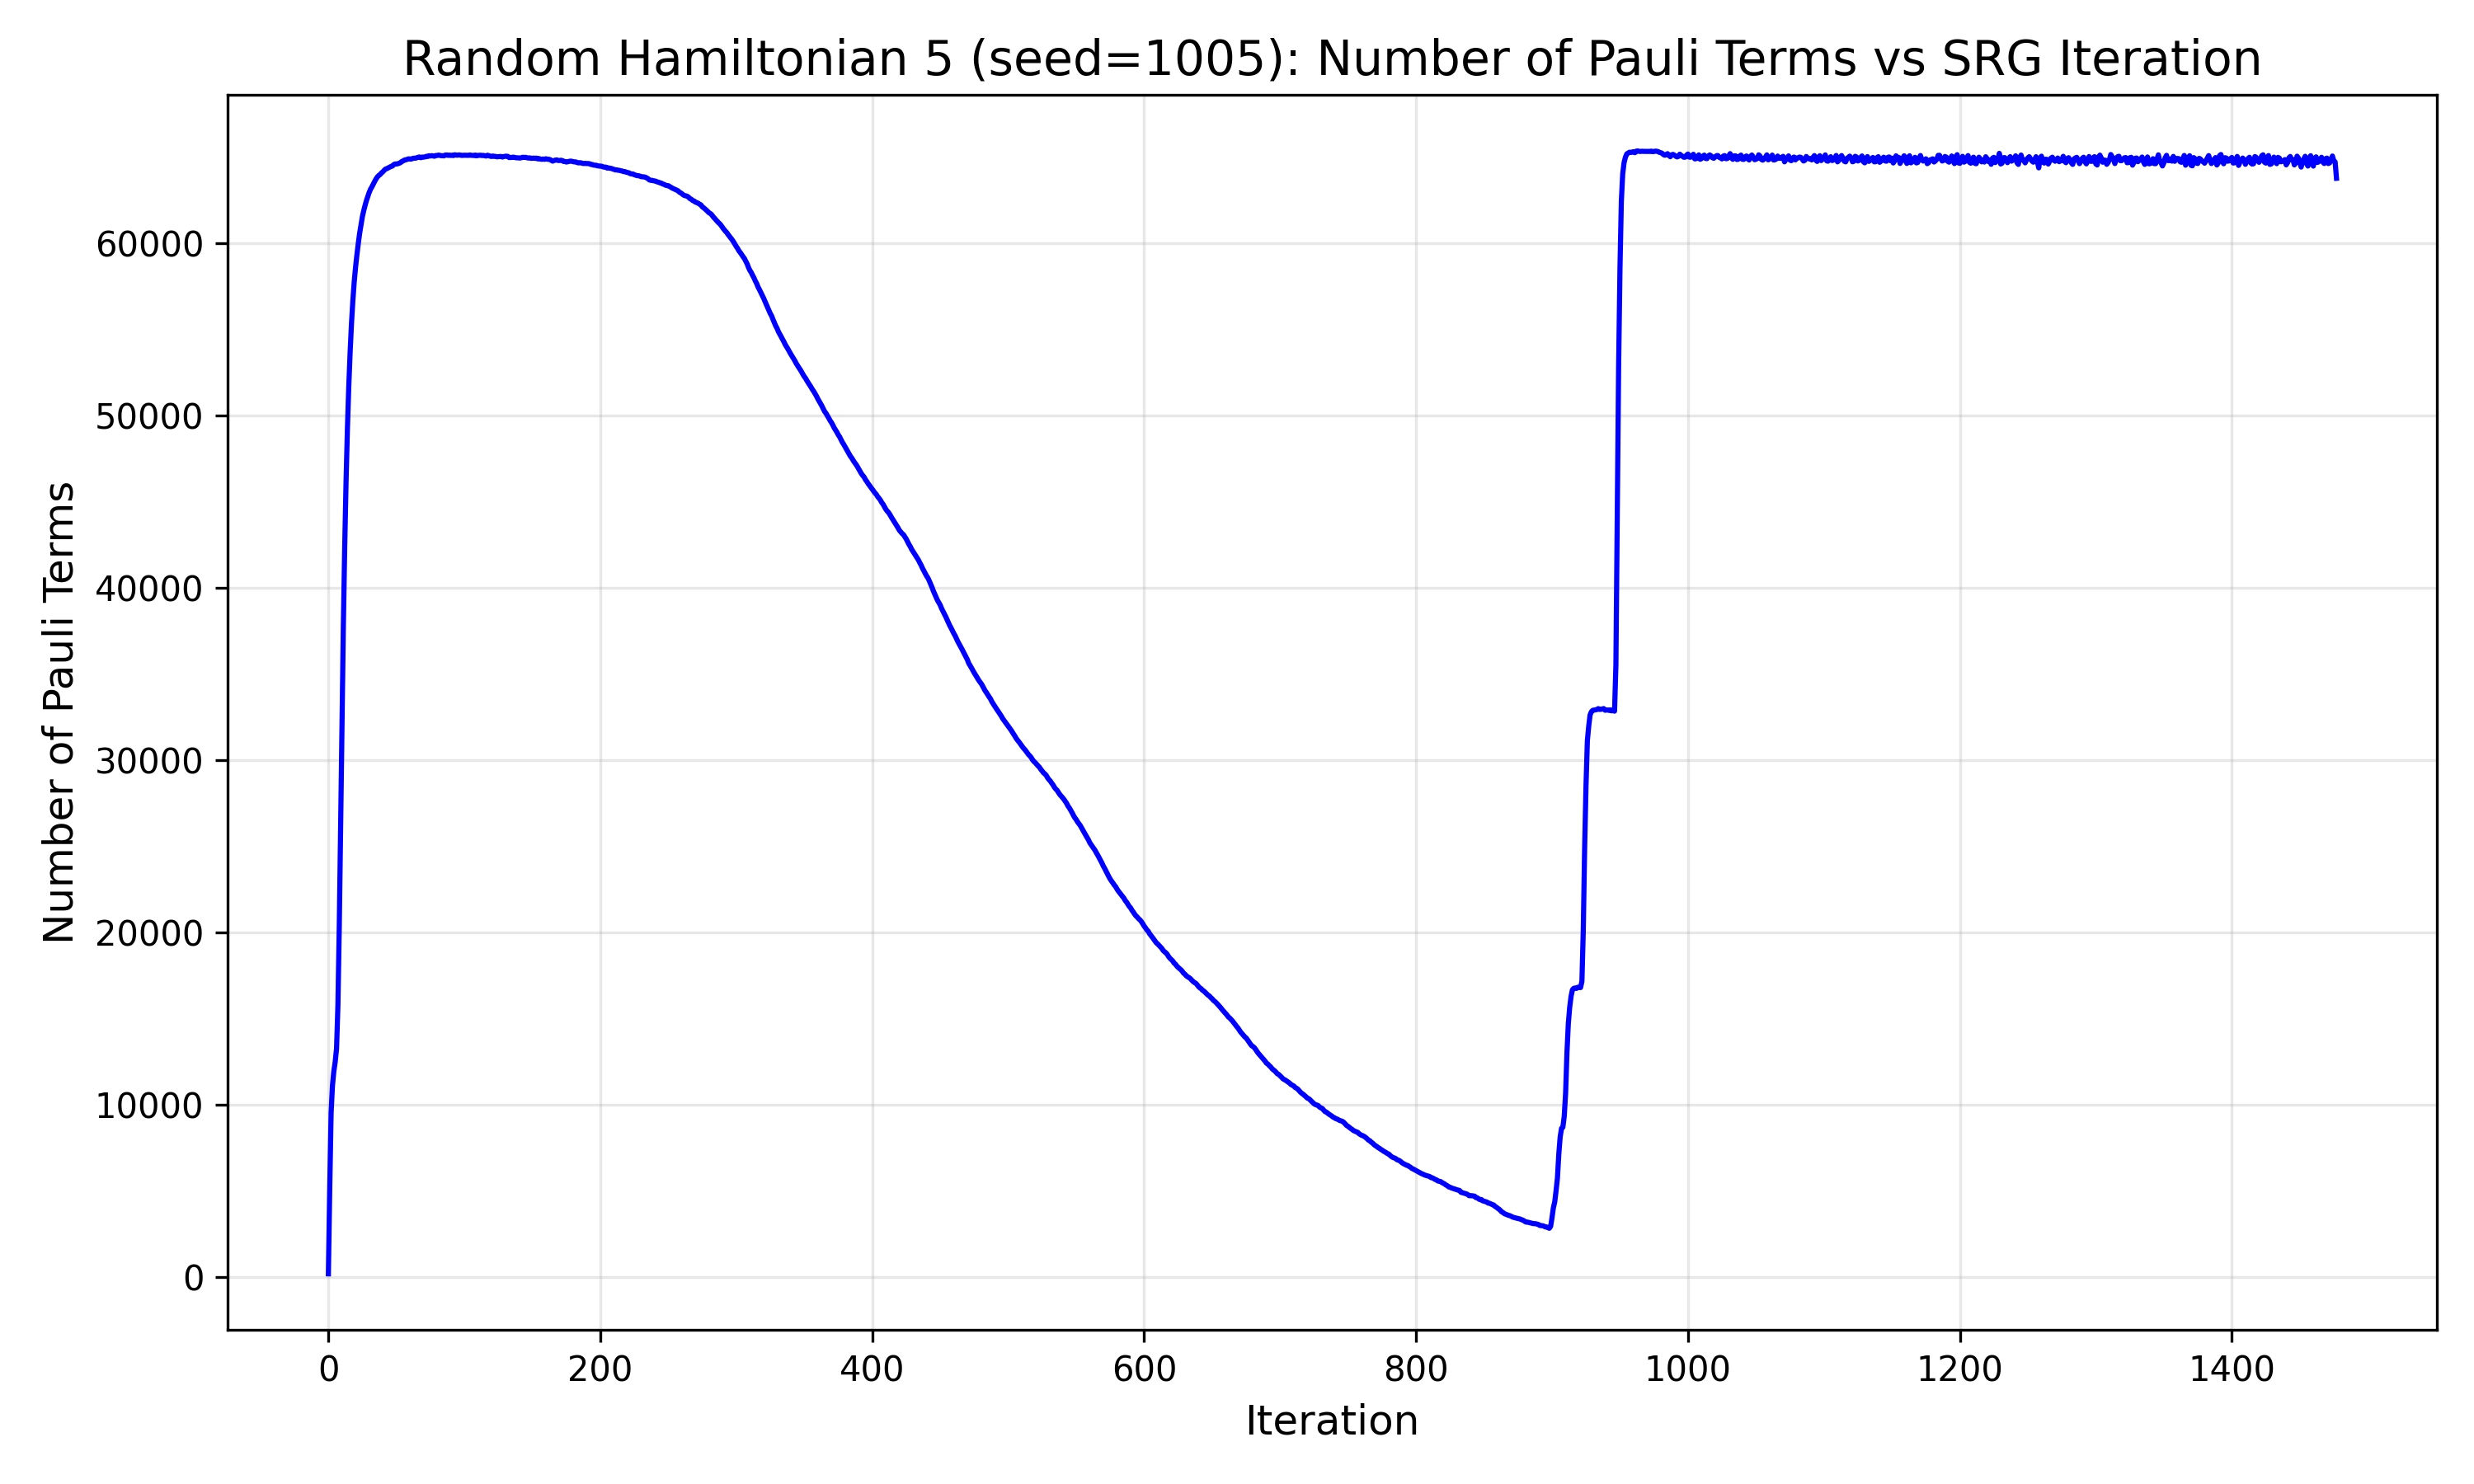 Random Hamiltonian 5 (seed=1005): Number of Pauli Terms vs SRG Iteration
Number of Pauli Terms
60000
50000
40000
30000
20000
10000
0
0 200 400 600 800 1000 1200 1400
Iteration